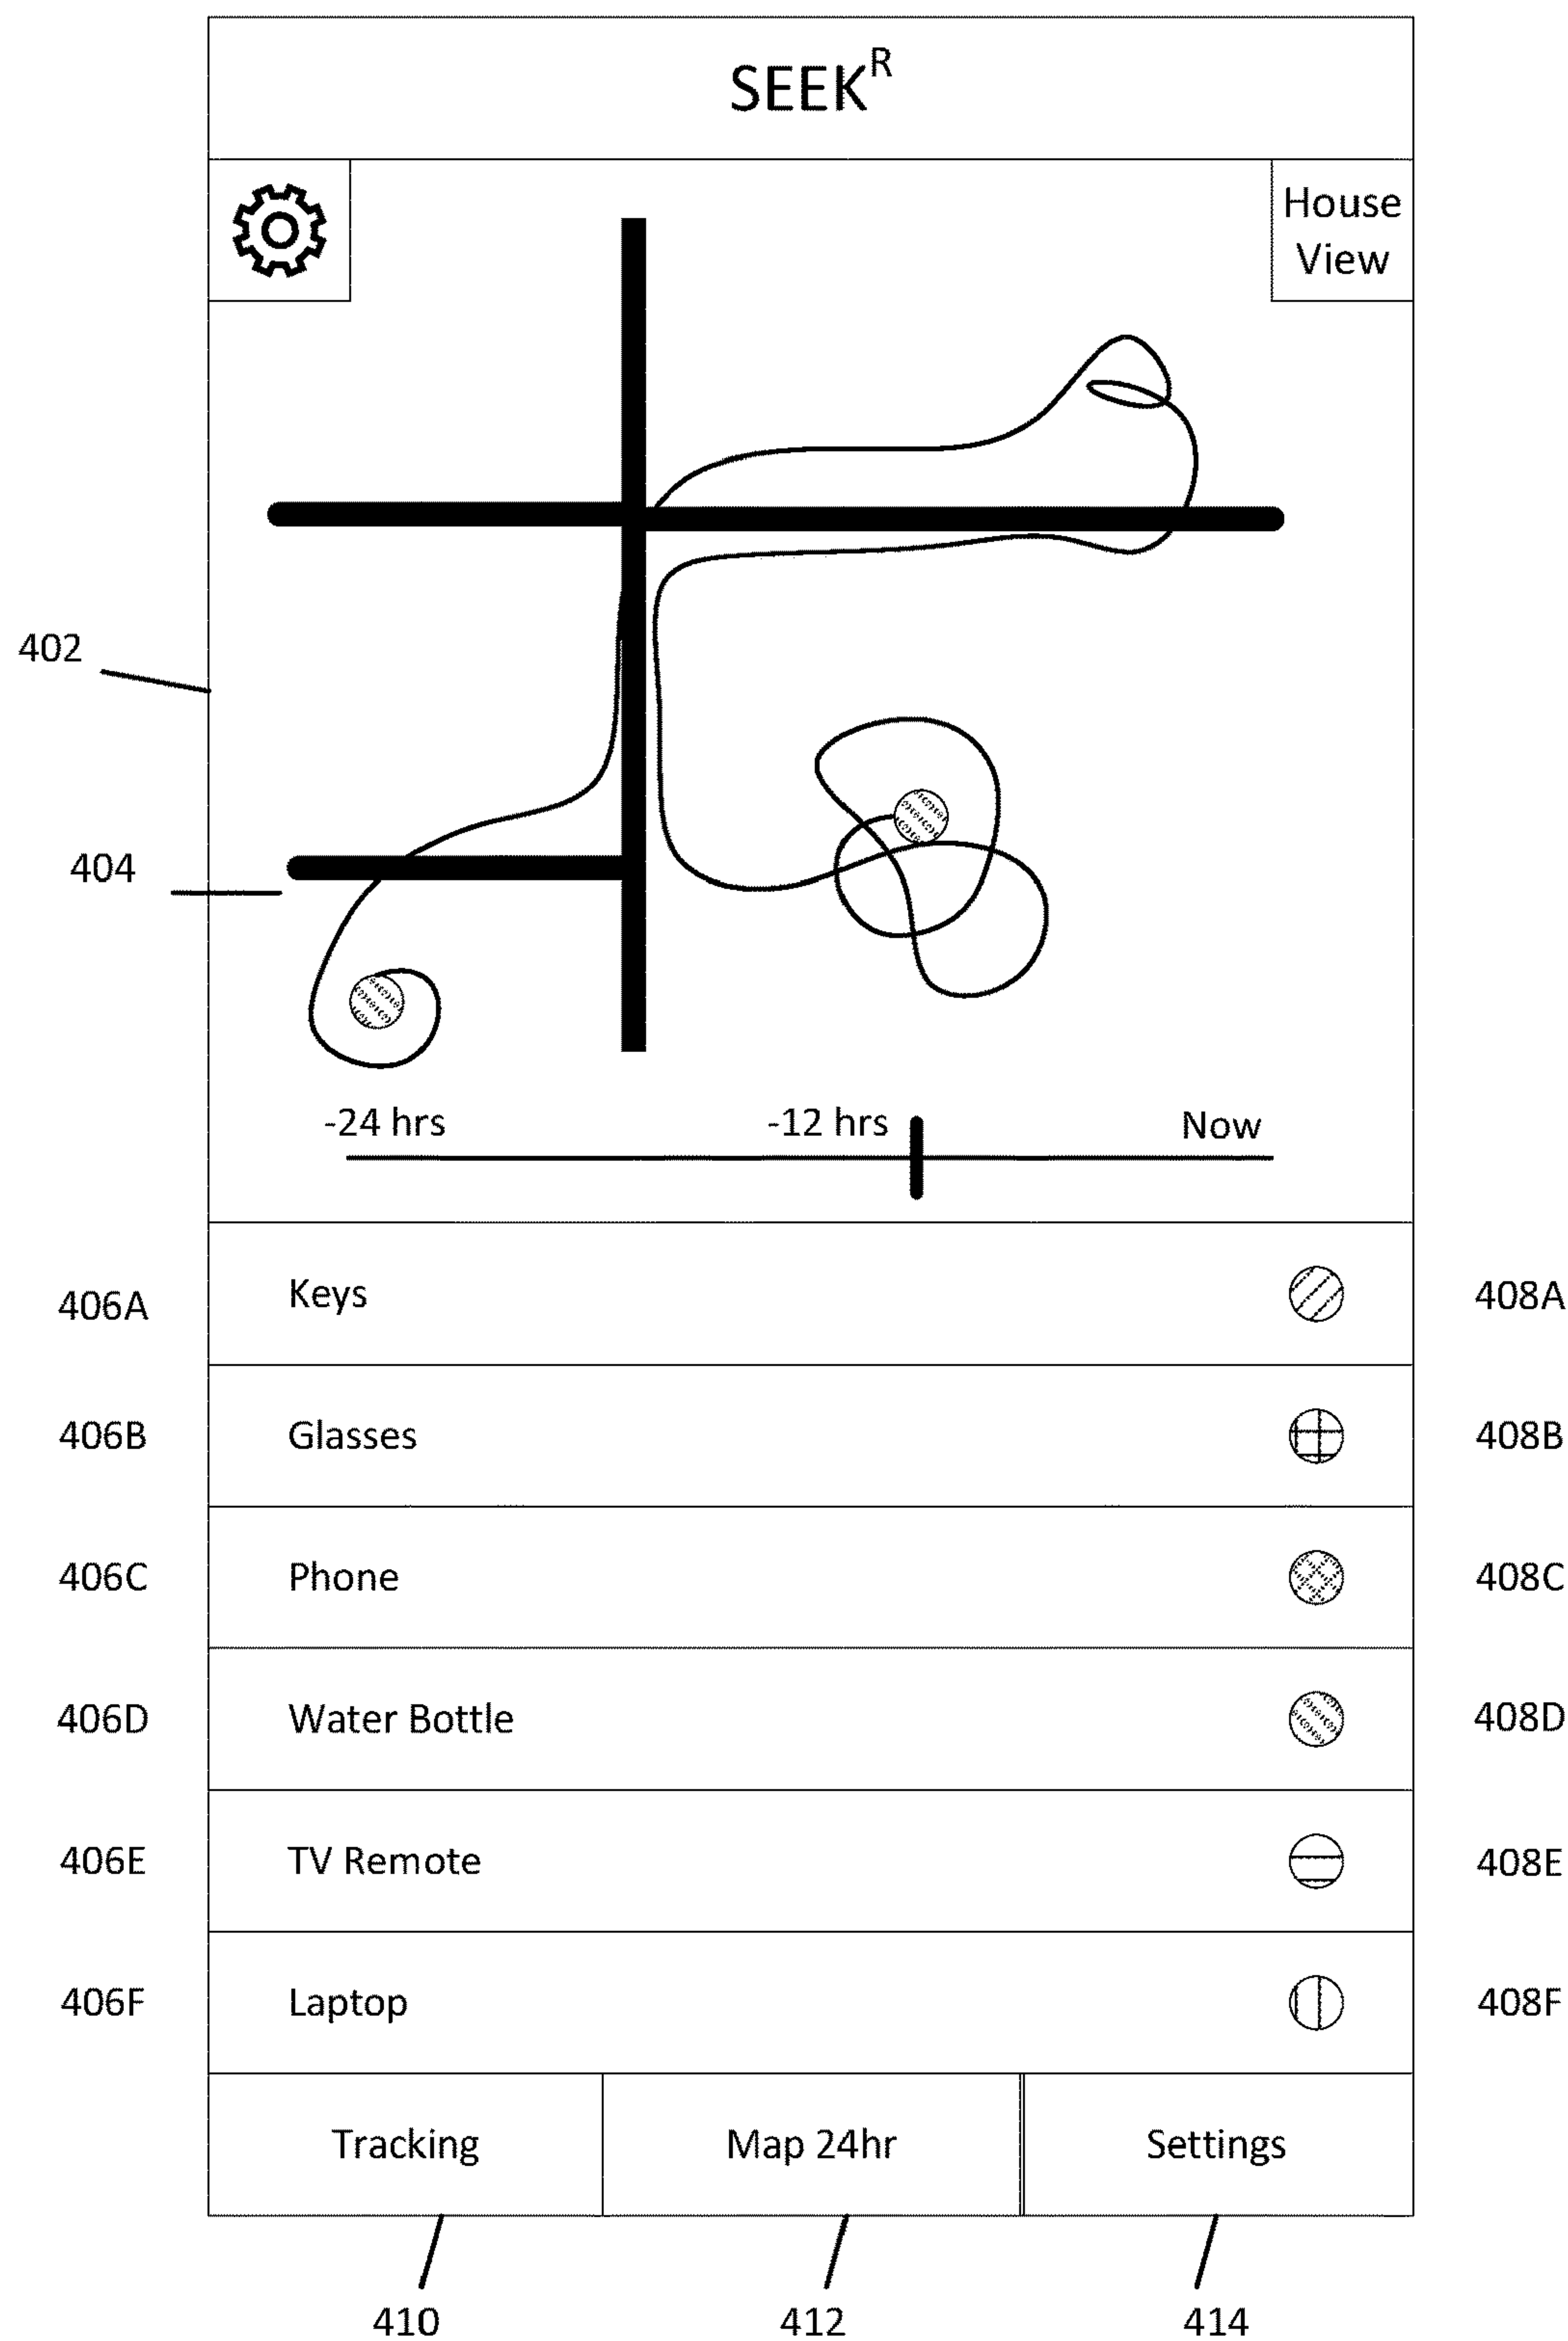 SEEKR
House
View
402
404
-24 hrs -12 hrs Now
406A Keys 408A
406B Glasses 408B
406C Phone 408C
406D Water Bottle 408D
406E TV Remote 408E
406F Laptop 408F
Tracking Map 24hr Settings
410 412 414